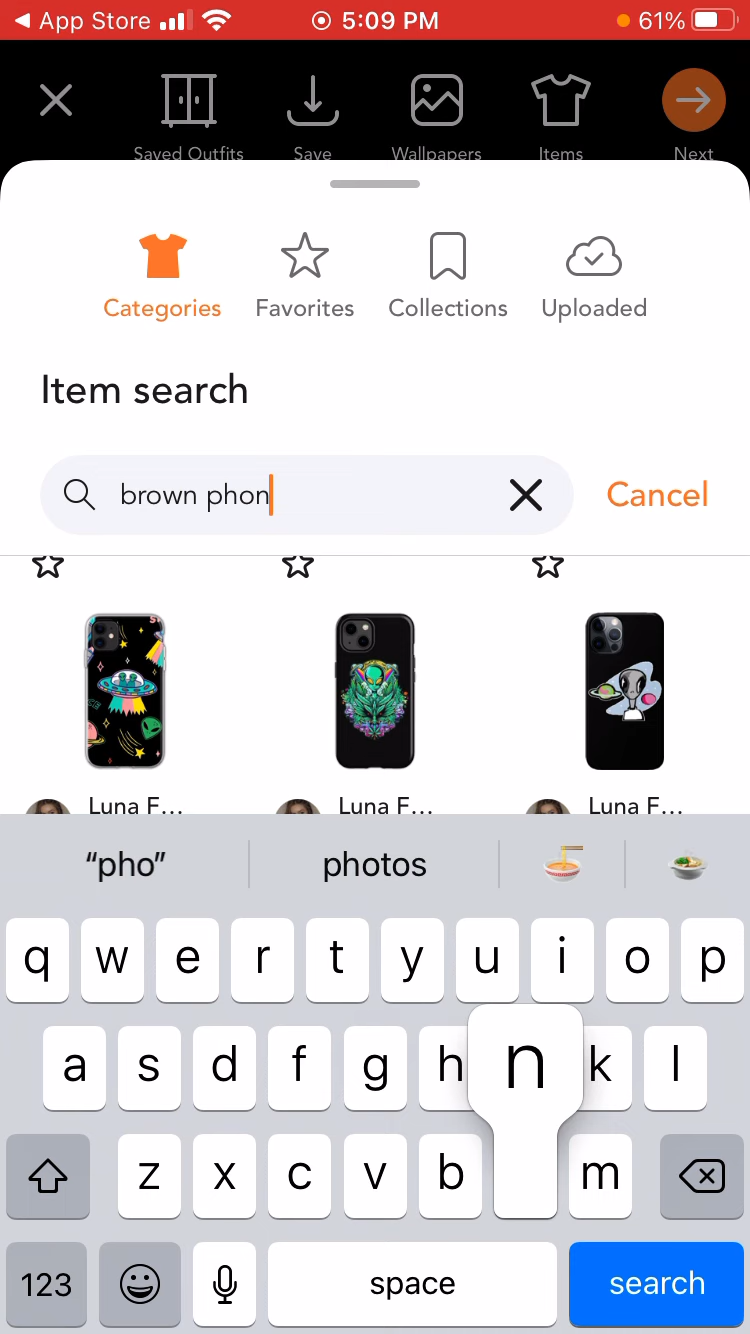 App Store 5:09 PM 61%
Saved Outfits Save Wallpapers Items Next
Categories Favorites Collections Uploaded
Item search
brown phon Cancel
Luna F... Luna F... Luna F...
“pho” photos
q w e r t y u i o p
a s d f g h n k l
z x c v b m
123 space search